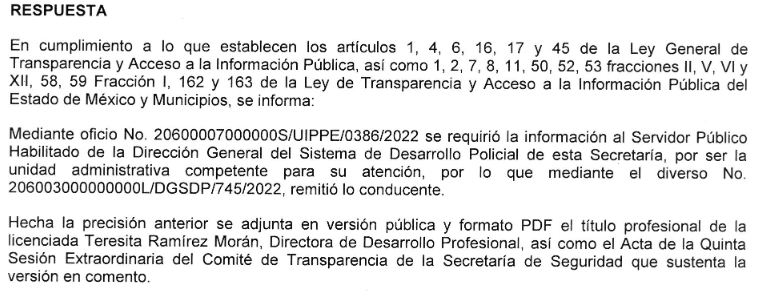 RESPUESTA
En cumplimiento a lo que establecen los artículos 1, 4, 6, 16, 17 y 45 de la Ley General de
Transparencia y Acceso a la Información Pública, así como 1, 2, 7, 8, 11, 50, 52, 53 fracciones II, V, VI y
XII, 58, 59 Fracción I, 162 y 163 de la Ley de Transparencia y Acceso a la Información Pública del
Estado de México y Municipios, se informa:
Mediante oficio No. 20600007000000S/UIPPE/0386/2022 se requirió la información al Servidor Público
Habilitado de la Dirección General del Sistema de Desarrollo Policial de esta Secretaría, por ser la
unidad administrativa competente para su atención, por lo que mediante el diverso No.
206003000000000L/DGSDP/745/2022, remitió lo conducente.
Hecha la precisión anterior se adjunta en versión pública y formato PDF el título profesional de la
licenciada Teresita Ramírez Morán, Directora de Desarrollo Profesional, así como el Acta de la Quinta
Sesión Extraordinaria del Comité de Transparencia de la Secretaría de Seguridad que sustenta la
versión en comento.